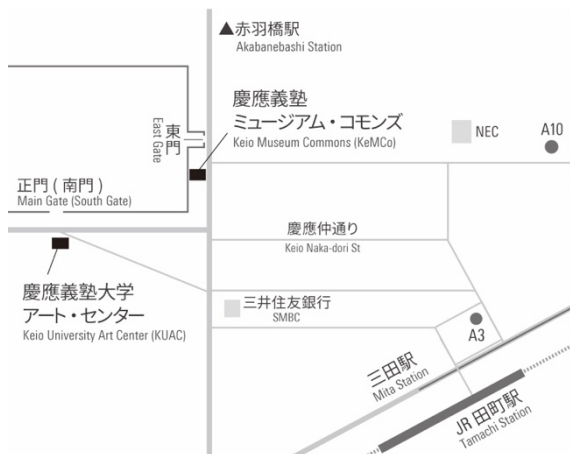 ▲赤羽橋駅
Akabanebashi Station
慶應義塾
ミュージアム・コモンズ
Keio Museum Commons (KeMCo)
東門
East Gate
NEC
A10
正門 ( 南門 )
Main Gate (South Gate)
慶應仲通り
Keio Naka-dori St
慶應義塾大学
アート・センター
Keio University Art Center (KUAC)
三井住友銀行
SMBC
A3
三田駅
Mita Station
JR 田町駅
Tamachi Station